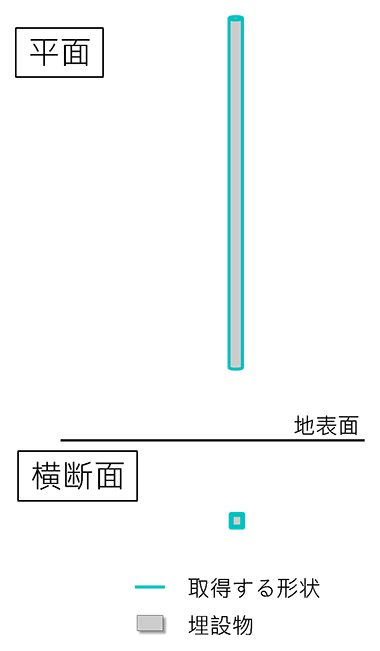 平面
地表面
横断面
取得する形状
埋設物